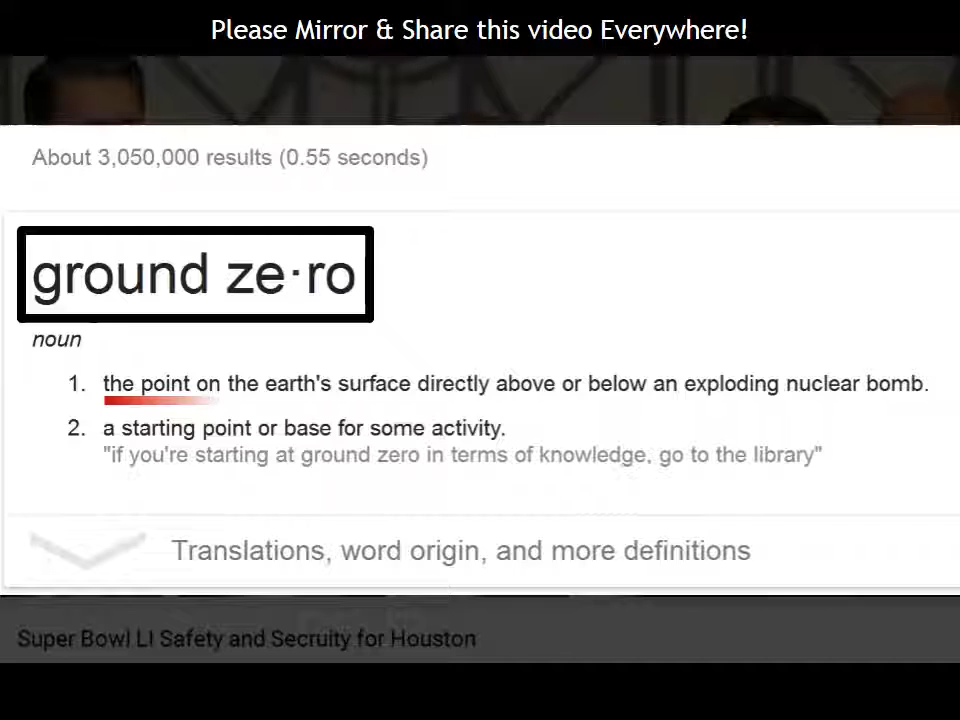 Please Mirror & Share this video Everywhere!
About 3,050,000 results (0.55 seconds)
ground ze·ro
noun
1. the point on the earth's surface directly above or below an exploding nuclear bomb.
2. a starting point or base for some activity.
"if you're starting at ground zero in terms of knowledge, go to the library"
Translations, word origin, and more definitions
Super Bowl LI Safety and Secruity for Houston